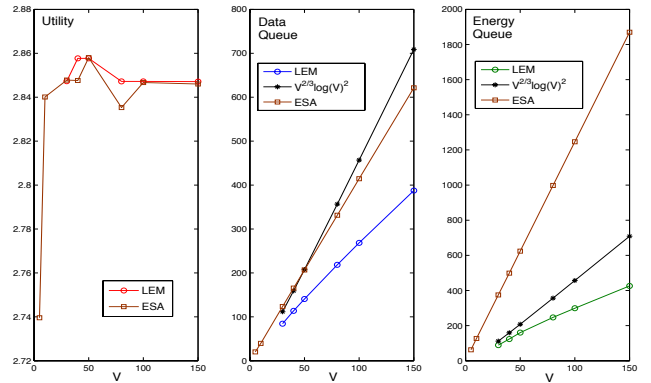 Utility
2.88
2.86
2.84
2.82
2.8
2.78
2.76
2.74
2.72
0
50
100
150
V
LEM
ESA
Data
Queue
800
700
600
500
400
300
200
100
0
0
50
100
150
V
LEM
V^{2/3}log(V)^2
ESA
Energy
Queue
2000
1800
1600
1400
1200
1000
800
600
400
200
0
0
50
100
150
V
LEM
V^{2/3}log(V)^2
ESA